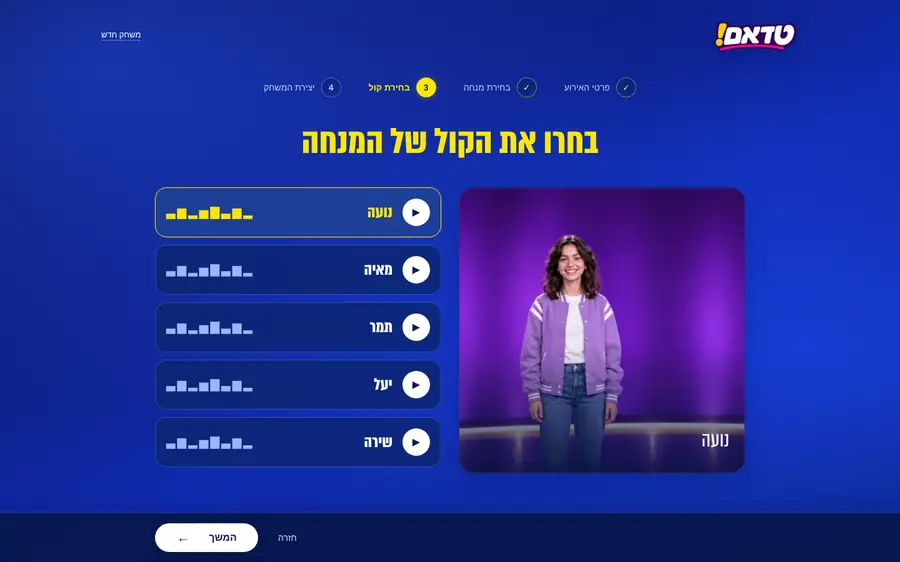 טדאם!
משחק חדש
✓ פרטי האירוע
✓ בחירת מנחה
3 בחירת קול
4 יצירת המשחק
בחרו את הקול של המנחה
נועה
נועה
מאיה
תמר
יעל
שירה
חזרה
המשך ←